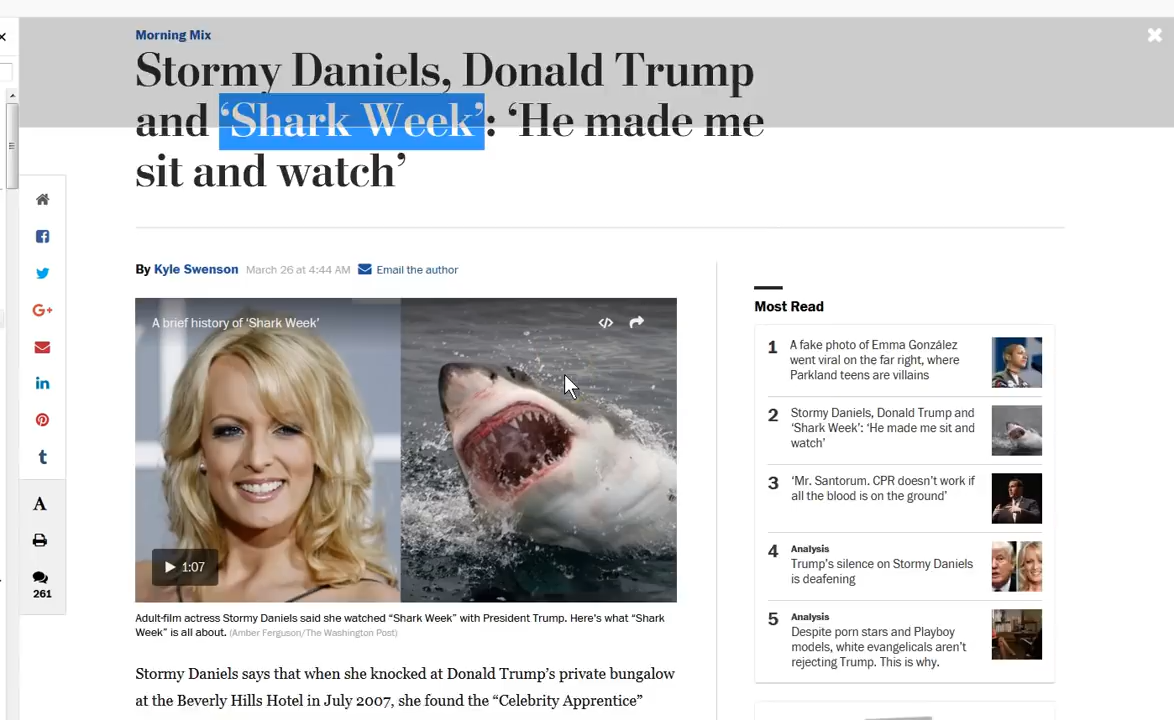 Morning Mix
Stormy Daniels, Donald Trump
and ‘Shark Week’: ‘He made me
sit and watch’
By Kyle Swenson March 26 at 4:44 AM Email the author
A brief history of ‘Shark Week’
1:07
Adult-film actress Stormy Daniels said she watched “Shark Week” with President Trump. Here's what “Shark
Week” is all about. (Amber Ferguson/The Washington Post)
Stormy Daniels says that when she knocked at Donald Trump’s private bungalow
at the Beverly Hills Hotel in July 2007, she found the “Celebrity Apprentice”
G+
in
t
A
261
Most Read
1
A fake photo of Emma González
went viral on the far right, where
Parkland teens are villains
2
Stormy Daniels, Donald Trump and
‘Shark Week’: ‘He made me sit and
watch’
3
‘Mr. Santorum. CPR doesn’t work if
all the blood is on the ground’
4
Analysis
Trump’s silence on Stormy Daniels
is deafening
5
Analysis
Despite porn stars and Playboy
models, white evangelicals aren’t
rejecting Trump. This is why.